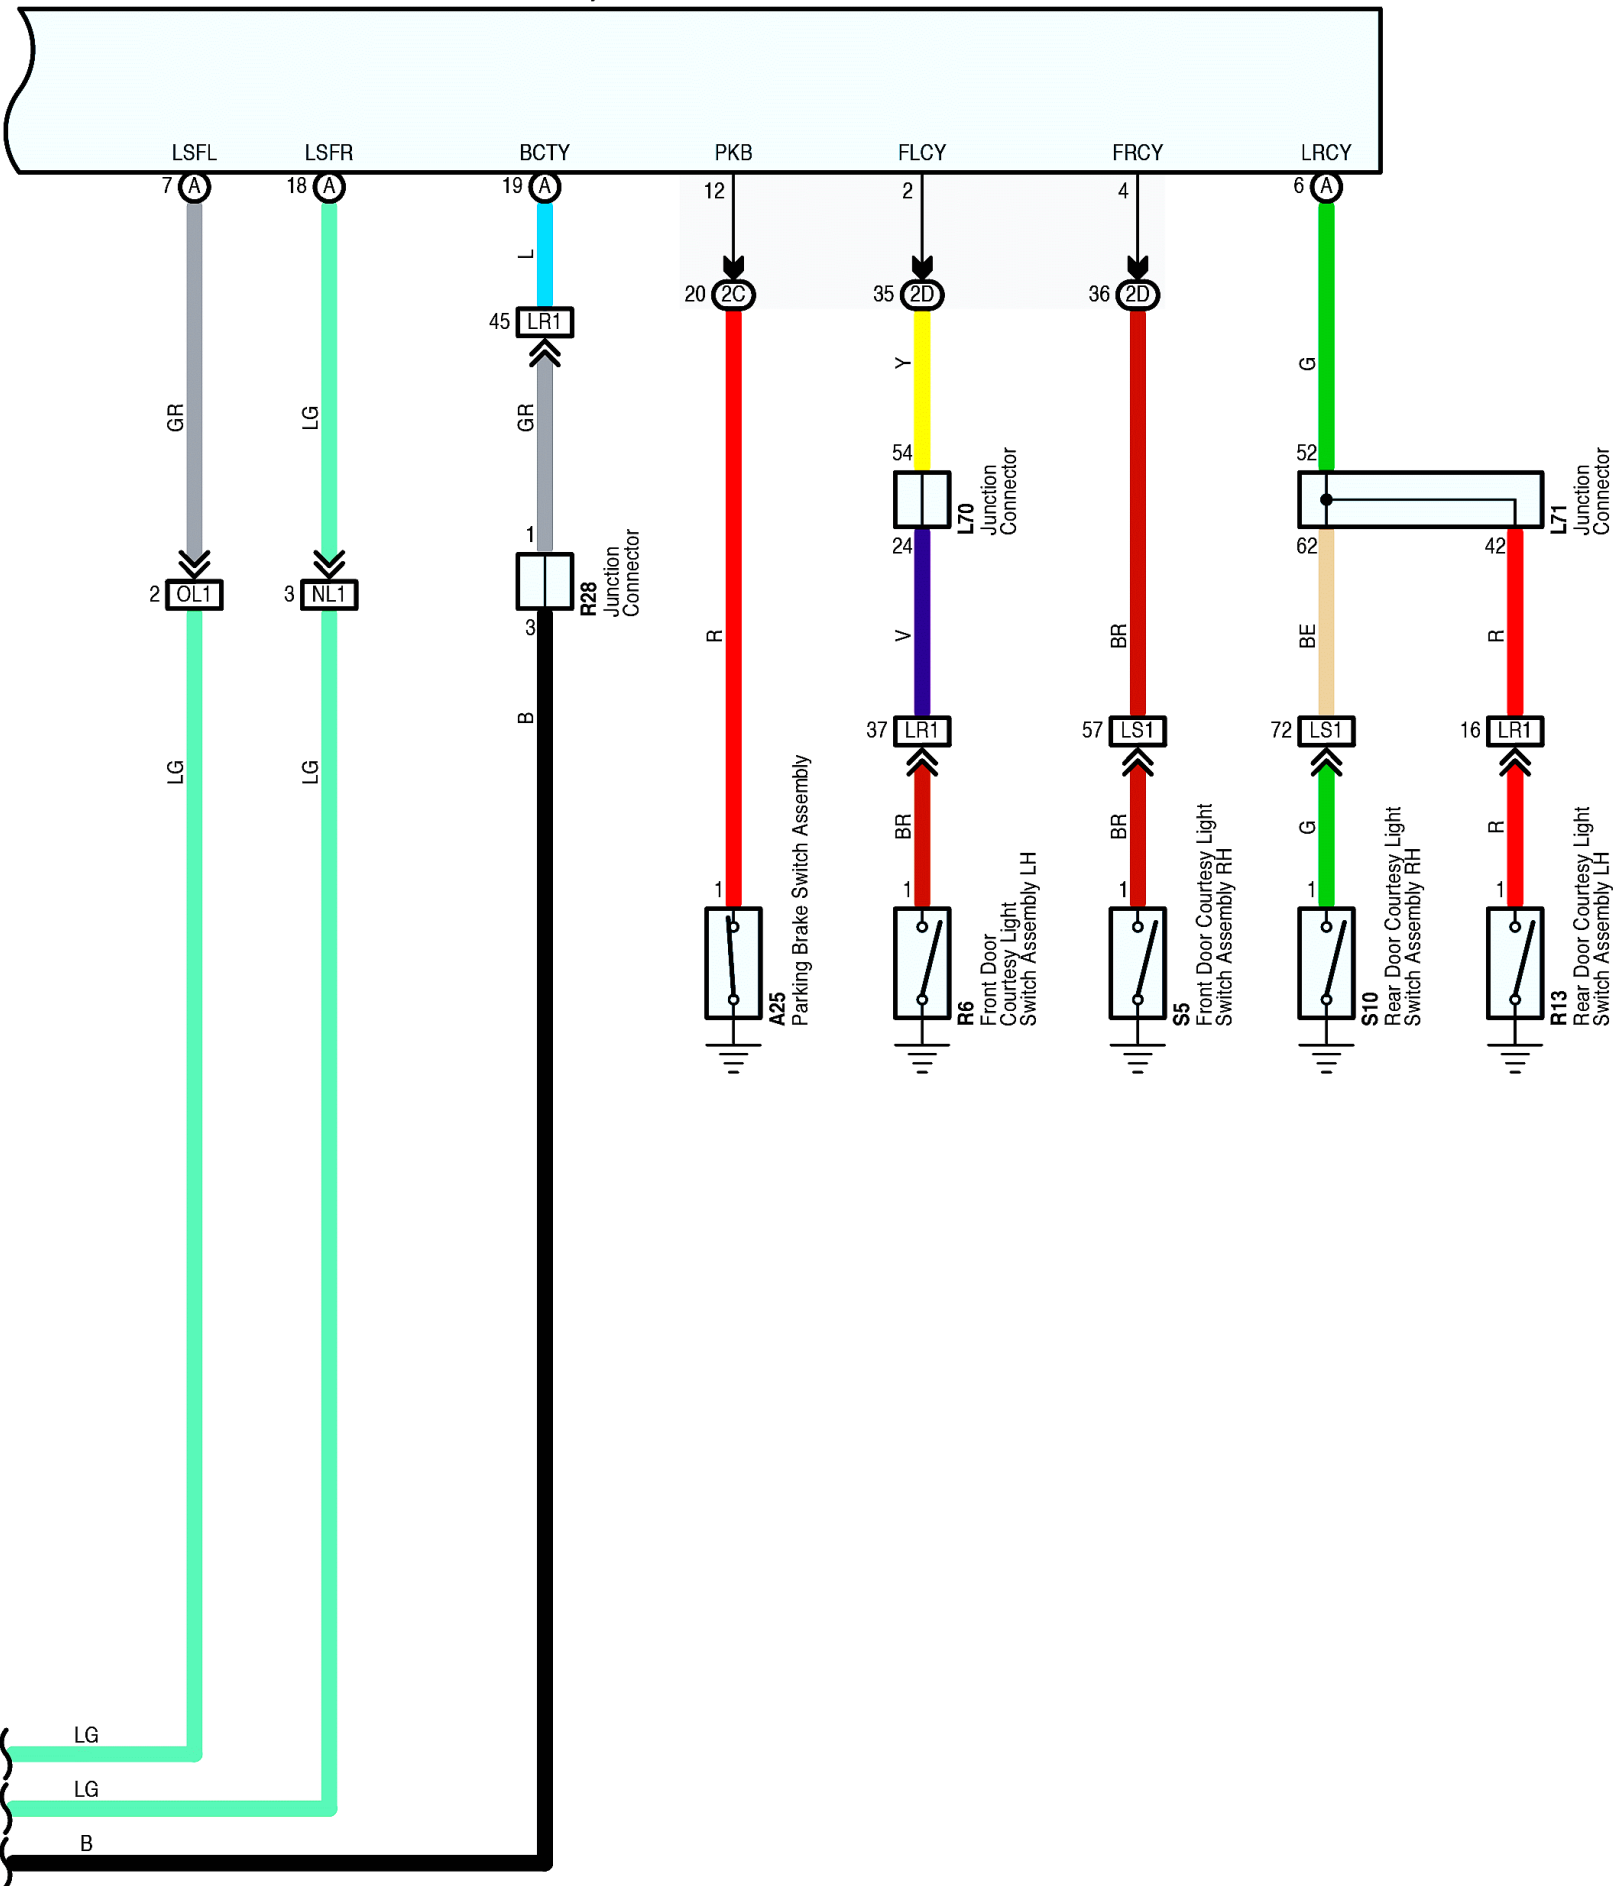 LSFL LSFR BCTY PKB FLCY FRCY LRCY
7 A 18 A 19 A 12 2 4 6 A
L
20 2C 35 2D 36 2D
45 LR1
GR LG GR Y G
54 52
L70
Junction
Connector
L71
Junction
Connector
1 24 62 42
R28
Junction
Connector
2 OL1 3 NL1
3 R V BR BE R
B
37 LR1 57 LS1 72 LS1 16 LR1
LG LG
BR BR G R
1 1 1 1 1
A25
Parking Brake Switch Assembly
R6
Front Door
Courtesy Light
Switch Assembly LH
S5
Front Door Courtesy Light
Switch Assembly RH
S10
Rear Door Courtesy Light
Switch Assembly RH
R13
Rear Door Courtesy Light
Switch Assembly LH
LG
LG
B